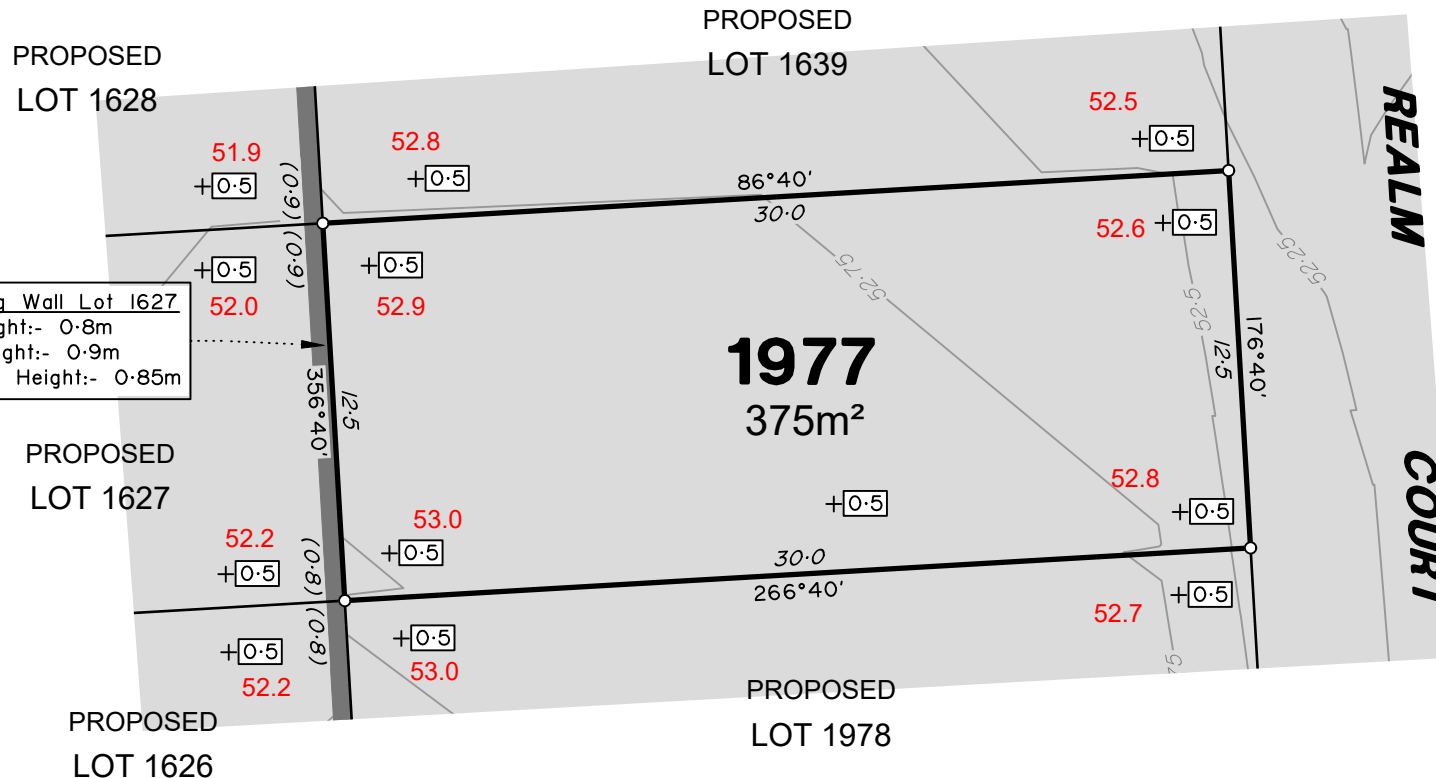 PROPOSED
LOT 1639
PROPOSED
LOT 1628
REALM
COURT
52.5
+0·5
51.9
+0·5
52.8
+0·5
(0·9)
86°40'
30·0
(0·9)
+0·5
52.0
+0·5
52.9
52.6
+0·5
52·75
52·5
52·25
Wall Lot 1627
0·8m
0·9m
Height:- 0·85m
356°40'
12·5
1977
375m²
12·5
176°40'
PROPOSED
LOT 1627
52.8
+0·5
+0·5
53.0
+0·5
52.2
+0·5
(0·8)
30·0
266°40'
(0·8)
+0·5
52.2
+0·5
53.0
+0·5
52.7
PROPOSED
LOT 1978
PROPOSED
LOT 1626